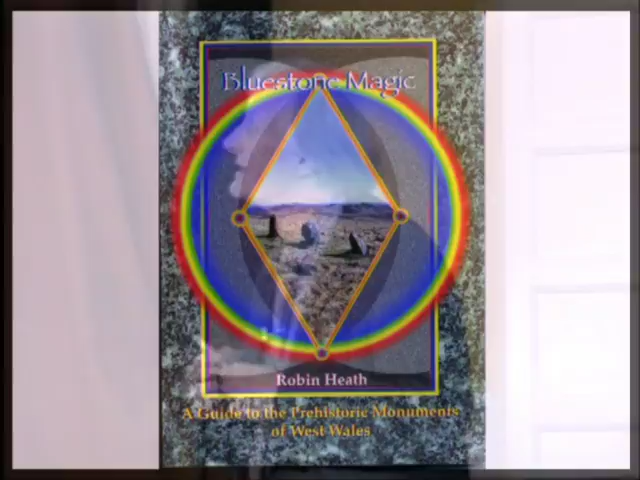 Bluestone Magic
Robin Heath
A Guide to the Prehistoric Monuments
of West Wales